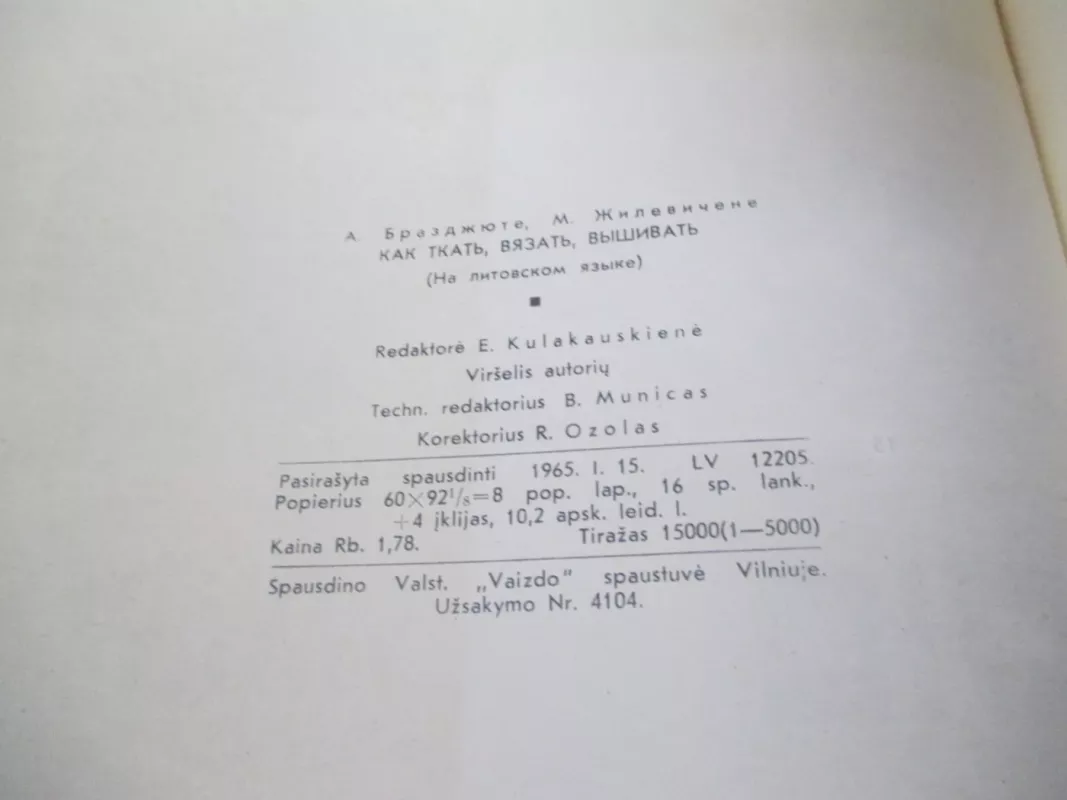 А. Бразджюте, М. Жилевичене
КАК ТКАТЬ, ВЯЗАТЬ, ВЫШИВАТЬ
(На литовском языке)
Redaktorė E. Kulakauskienė
Viršelis autorių
Techn. redaktorius B. Municas
Korektorius R. Ozolas
Pasirašyta spausdinti 1965. I. 15. LV 12205.
Popierius 60×92¹/₈=8 pop. lap., 16 sp. lank.,
+4 įklijas, 10,2 apsk. leid. l.
Kaina Rb. 1,78. Tiražas 15000(1—5000)
Spausdino Valst. „Vaizdo" spaustuvė Vilniuje.
Užsakymo Nr. 4104.